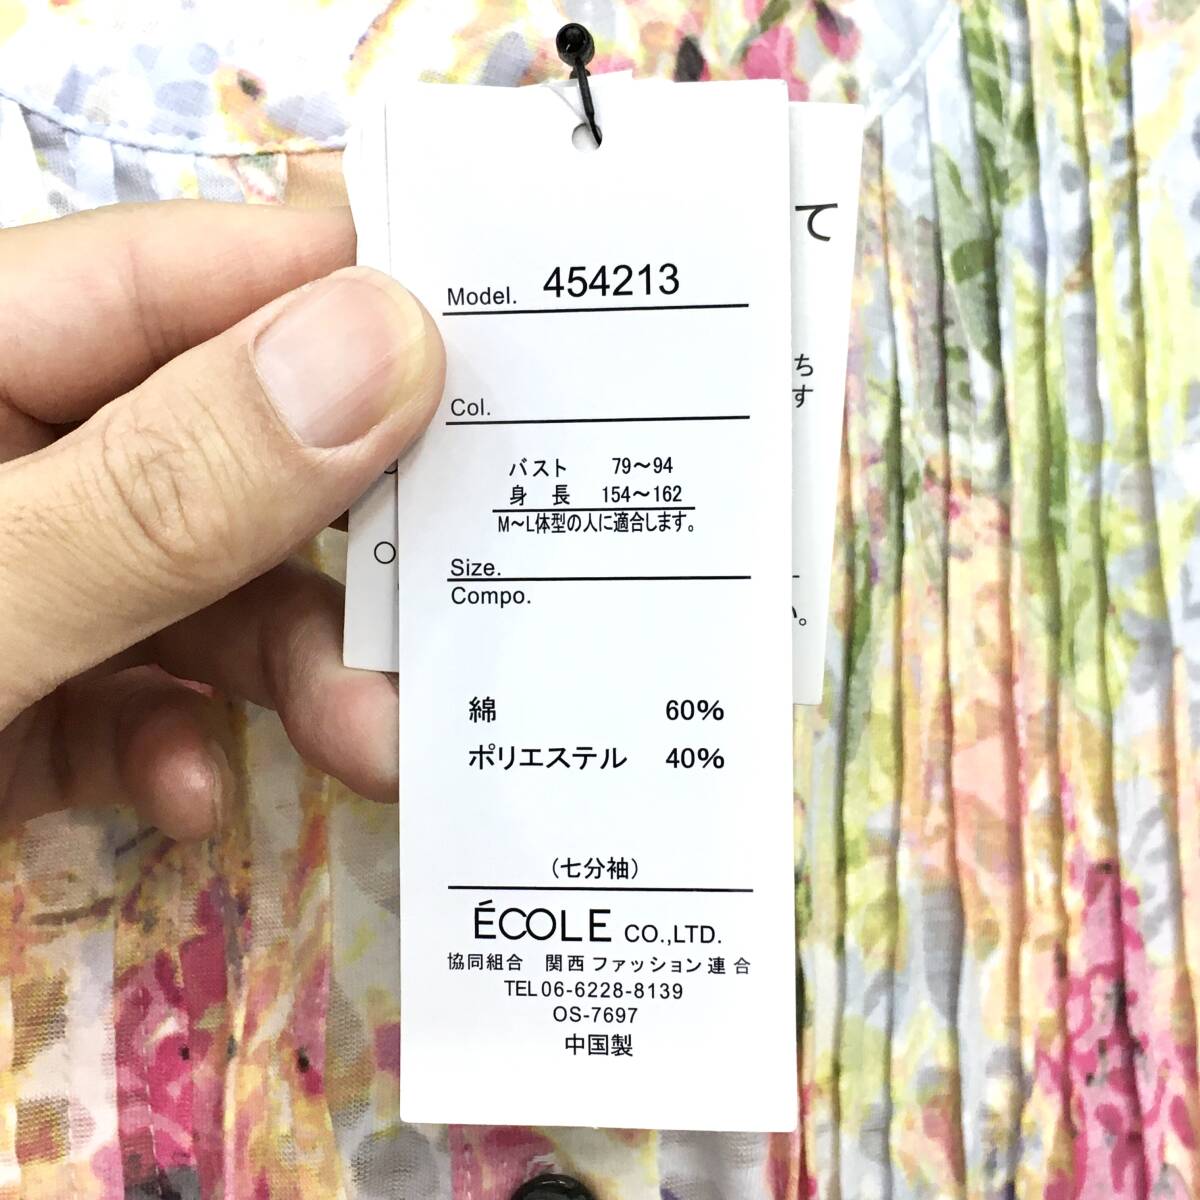 Model. 454213
Col.
バスト 79～94
身長 154～162
M～L体型の人に適合します。
Size.
Compo.
綿 60%
ポリエステル 40%
(七分袖)
ÉCOLE CO.,LTD.
協同組合 関西ファッション連合
TEL06-6228-8139
OS-7697
中国製
て
ち
す